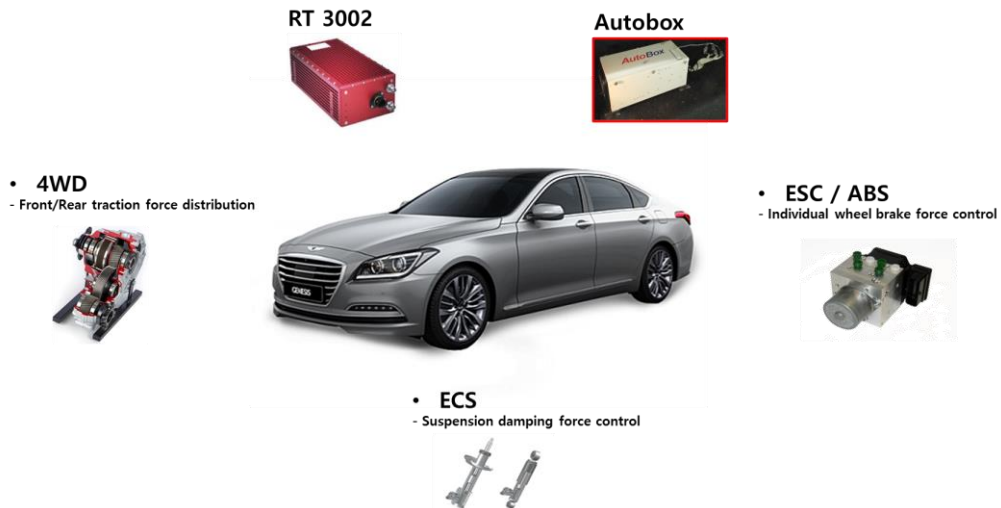 RT 3002
Autobox
AutoBox
• 4WD
- Front/Rear traction force distribution
• ESC / ABS
- Individual wheel brake force control
GENESIS
• ECS
- Suspension damping force control